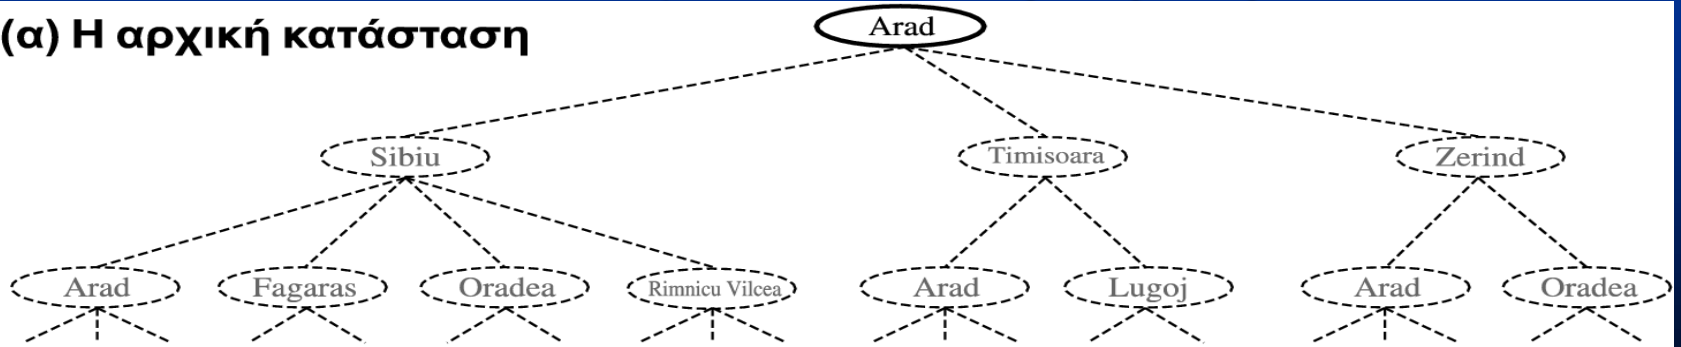 (α) Η αρχική κατάσταση
Arad
Sibiu Timisoara Zerind
Arad Fagaras Oradea Rimnicu Vilcea Arad Lugoj Arad Oradea